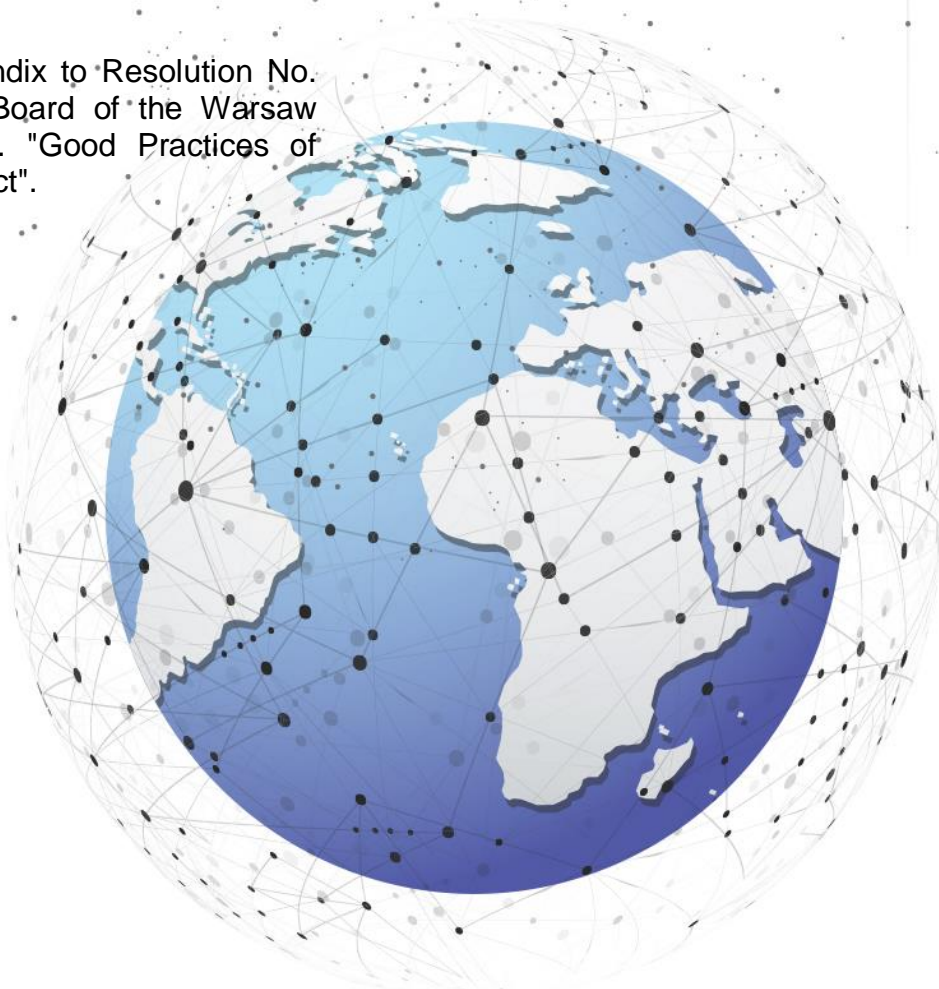 ndix to Resolution No.
Board of the Warsaw
. "Good Practices of
ct".